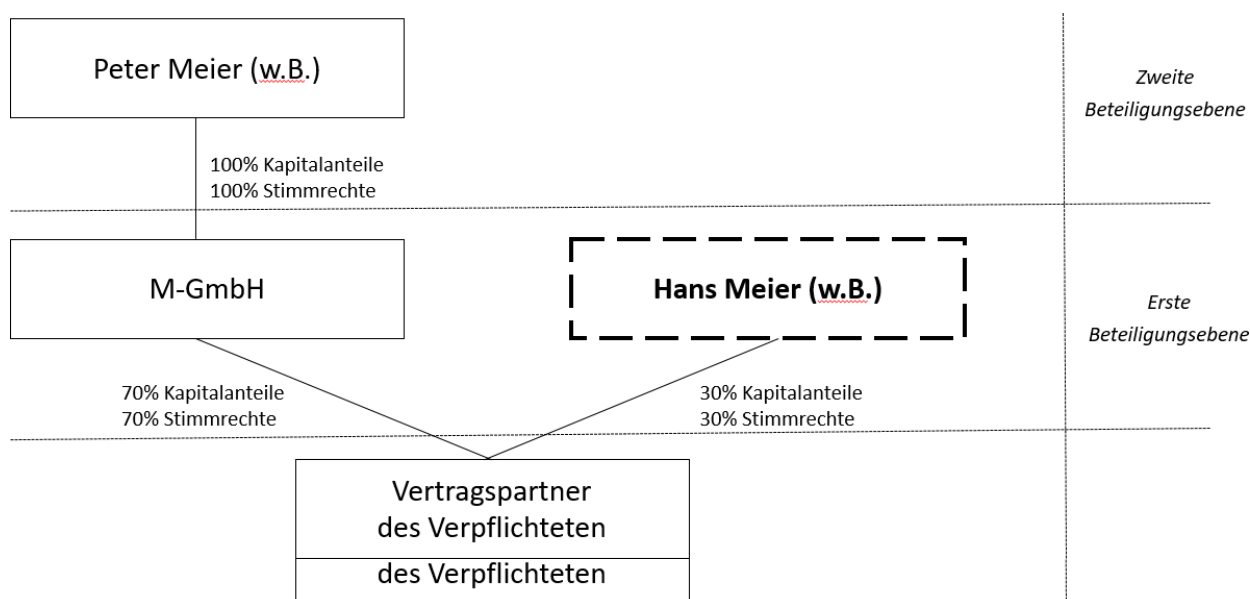 Peter Meier (w.B.)
Zweite
Beteiligungsebene
100% Kapitalanteile
100% Stimmrechte
M-GmbH
Hans Meier (w.B.)
Erste
Beteiligungsebene
70% Kapitalanteile
70% Stimmrechte
30% Kapitalanteile
30% Stimmrechte
Vertragspartner
des Verpflichteten
des Verpflichteten